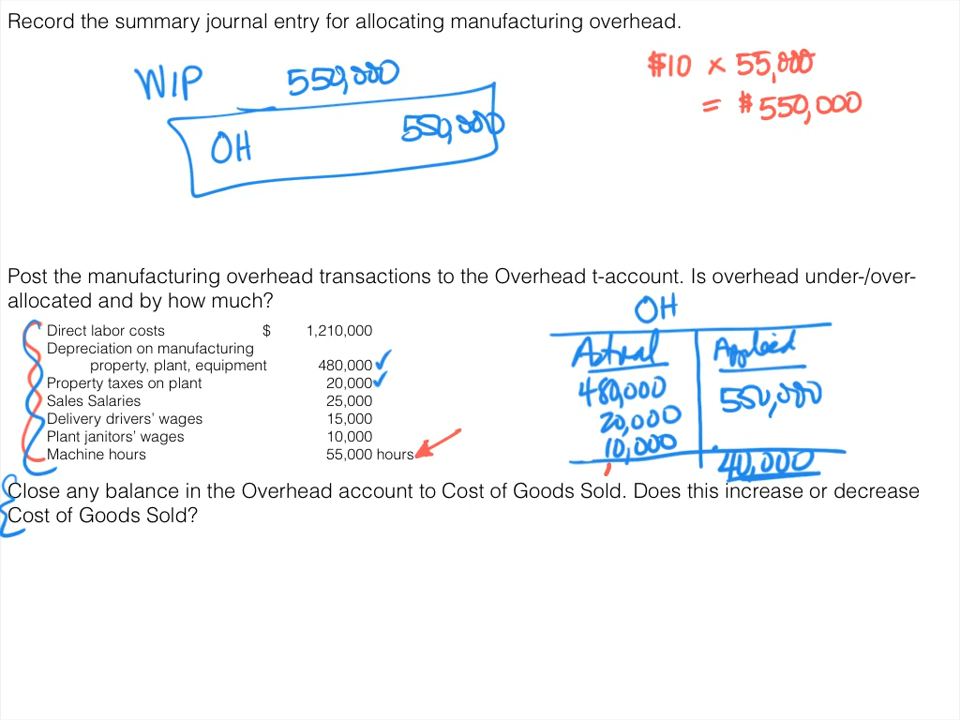 Record the summary journal entry for allocating manufacturing overhead.
$10 × 55,000
= $550,000
WIP 550,000
OH 550,000
Post the manufacturing overhead transactions to the Overhead t-account. Is overhead under-/over-
allocated and by how much?
Direct labor costs $ 1,210,000
Depreciation on manufacturing
property, plant, equipment 480,000 ✓
Property taxes on plant 20,000 ✓
Sales Salaries 25,000
Delivery drivers' wages 15,000
Plant janitors' wages 10,000
Machine hours 55,000 hours
OH
Actual Applied
480,000 550,000
20,000
10,000
40,000
Close any balance in the Overhead account to Cost of Goods Sold. Does this increase or decrease
Cost of Goods Sold?